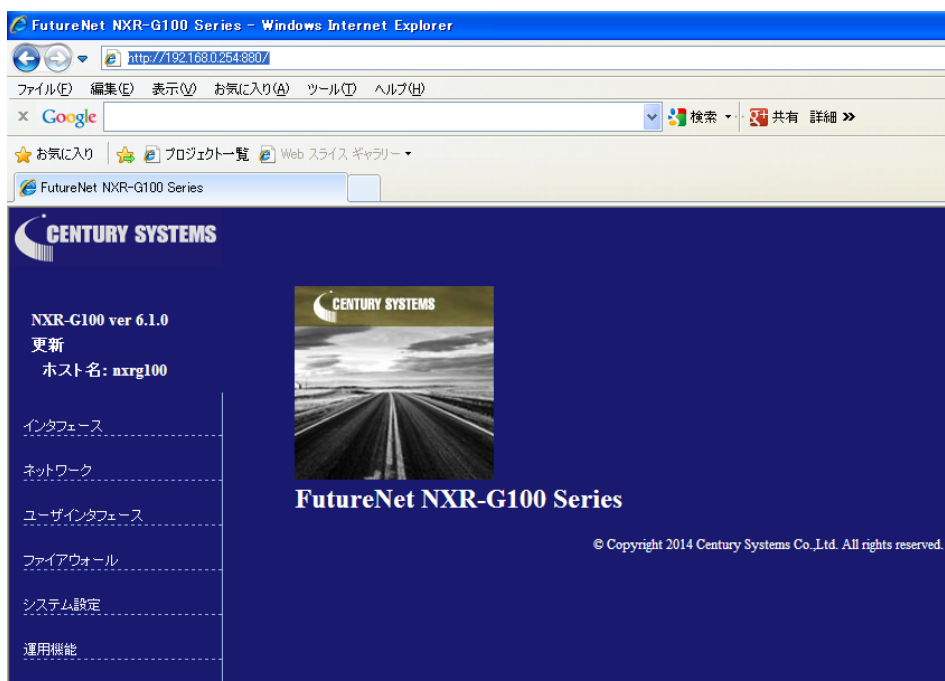 FutureNet NXR-G100 Series - Windows Internet Explorer
http://192.168.0.254:880/
ファイル(F) 編集(E) 表示(V) お気に入り(A) ツール(T) ヘルプ(H)
x Google 検索 共有 詳細 »
お気に入り プロジェクト一覧 Web スライス ギャラリー
FutureNet NXR-G100 Series
CENTURY SYSTEMS
CENTURY SYSTEMS
NXR-G100 ver 6.1.0
更新
ホスト名: nxrg100
インタフェース
ネットワーク
ユーザインタフェース
ファイアウォール
システム設定
運用機能
FutureNet NXR-G100 Series
© Copyright 2014 Century Systems Co.,Ltd. All rights reserved.